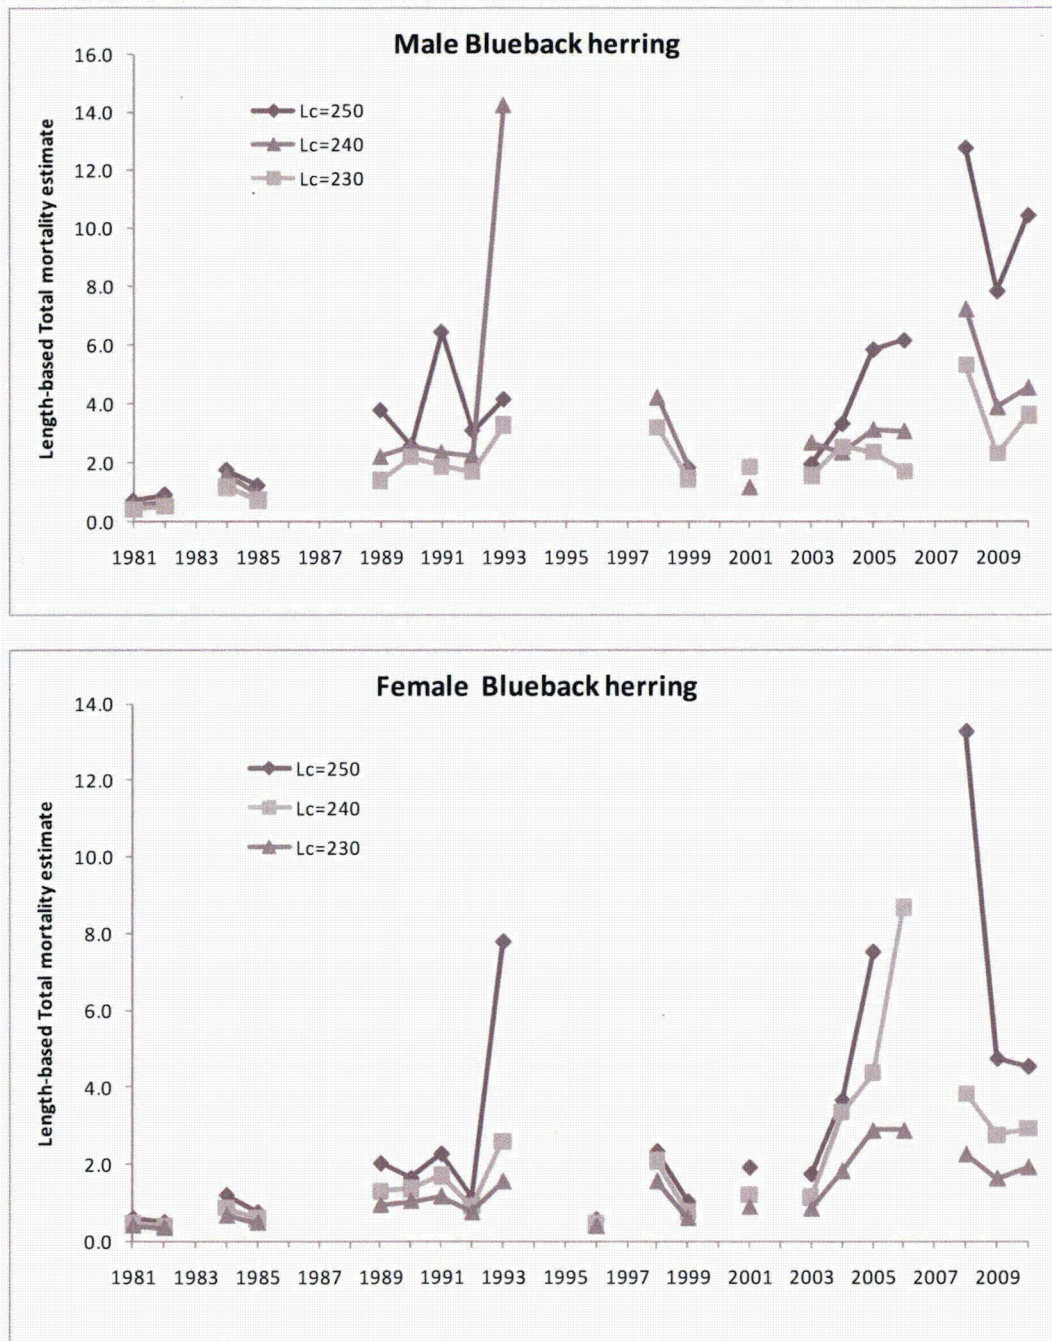 Male Blueback herring
Length-based Total mortality estimate
16.0
14.0
12.0
10.0
8.0
6.0
4.0
2.0
0.0
Lc=250
Lc=240
Lc=230
1981 1983 1985 1987 1989 1991 1993 1995 1997 1999 2001 2003 2005 2007 2009
Female Blueback herring
Length-based Total mortality estimate
14.0
12.0
10.0
8.0
6.0
4.0
2.0
0.0
Lc=250
Lc=240
Lc=230
1981 1983 1985 1987 1989 1991 1993 1995 1997 1999 2001 2003 2005 2007 2009